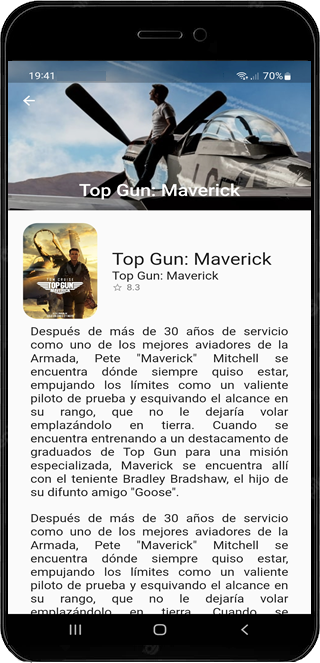 19:41
70%
Top Gun: Maverick
TOM CRUISE
TOP GUN
MAVERICK
Top Gun: Maverick
Top Gun: Maverick
☆ 8.3
Después de más de 30 años de servicio
como uno de los mejores aviadores de la
Armada, Pete "Maverick" Mitchell se
encuentra dónde siempre quiso estar,
empujando los límites como un valiente
piloto de prueba y esquivando el alcance en
su rango, que no le dejaría volar
emplazándolo en tierra. Cuando se
encuentra entrenando a un destacamento de
graduados de Top Gun para una misión
especializada, Maverick se encuentra allí
con el teniente Bradley Bradshaw, el hijo de
su difunto amigo "Goose".
Después de más de 30 años de servicio
como uno de los mejores aviadores de la
Armada, Pete "Maverick" Mitchell se
encuentra dónde siempre quiso estar,
empujando los límites como un valiente
piloto de prueba y esquivando el alcance en
su rango, que no le dejaría volar
emplazándolo en tierra. Cuando se